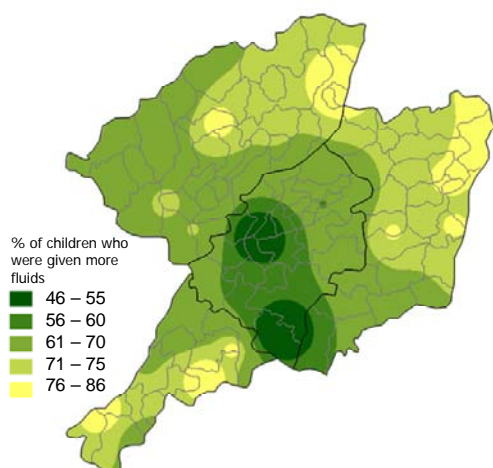 % of children who
were given more
fluids
46 – 55
56 – 60
61 – 70
71 – 75
76 – 86